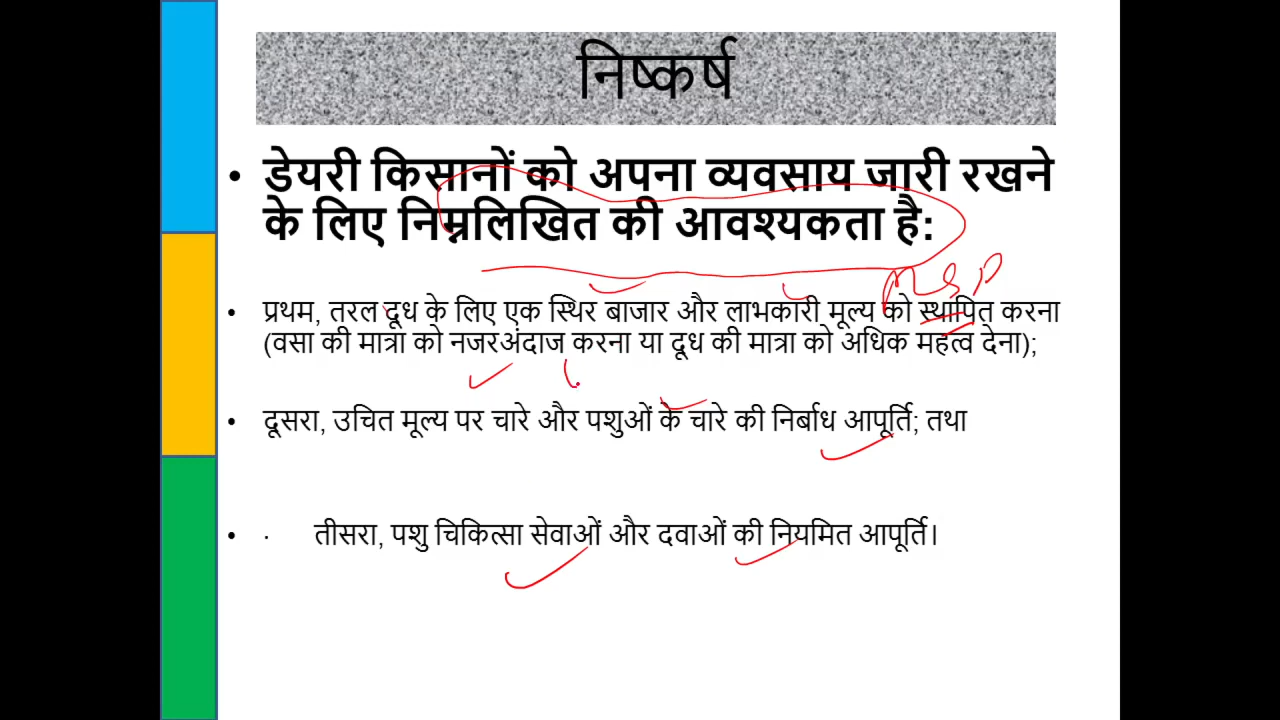 निष्कर्ष
• डेयरी किसानों को अपना व्यवसाय जारी रखने
के लिए निम्नलिखित की आवश्यकता है:
MSP
• प्रथम, तरल दूध के लिए एक स्थिर बाजार और लाभकारी मूल्य को स्थापित करना
(वसा की मात्रा को नजरअंदाज करना या दूध की मात्रा को अधिक महत्व देना);
• दूसरा, उचित मूल्य पर चारे और पशुओं के चारे की निर्बाध आपूर्ति; तथा
• · तीसरा, पशु चिकित्सा सेवाओं और दवाओं की नियमित आपूर्ति।